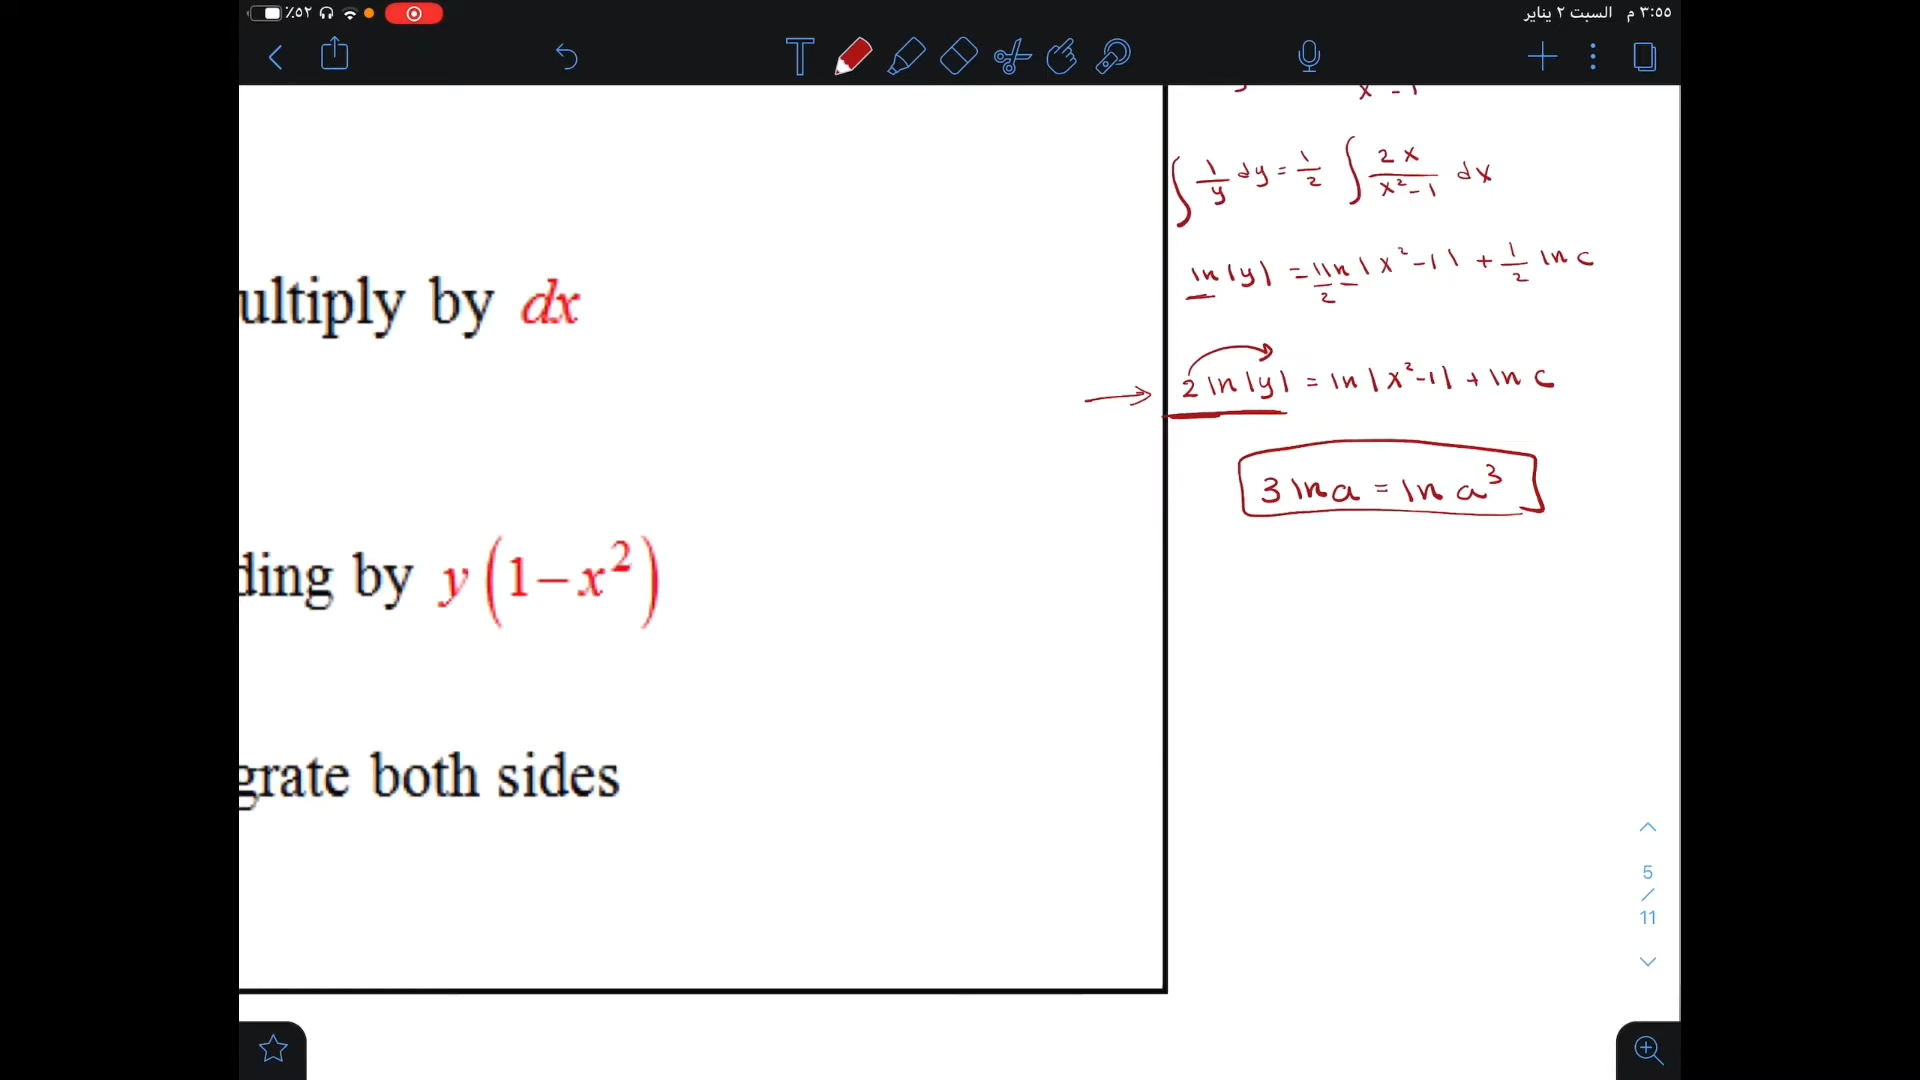 ٪٥٢
٣:٥٥ م السبت ٢ يناير
T
x - 1
∫ 1/y dy = 1/2 ∫ 2x/(x² - 1) dx
ln|y| = 1/2 ln|x² - 1| + 1/2 ln c
ultiply by dx
2 ln|y| = ln|x² - 1| + ln c
3 ln a = ln a³
ding by y(1 - x²)
grate both sides
5
/
11